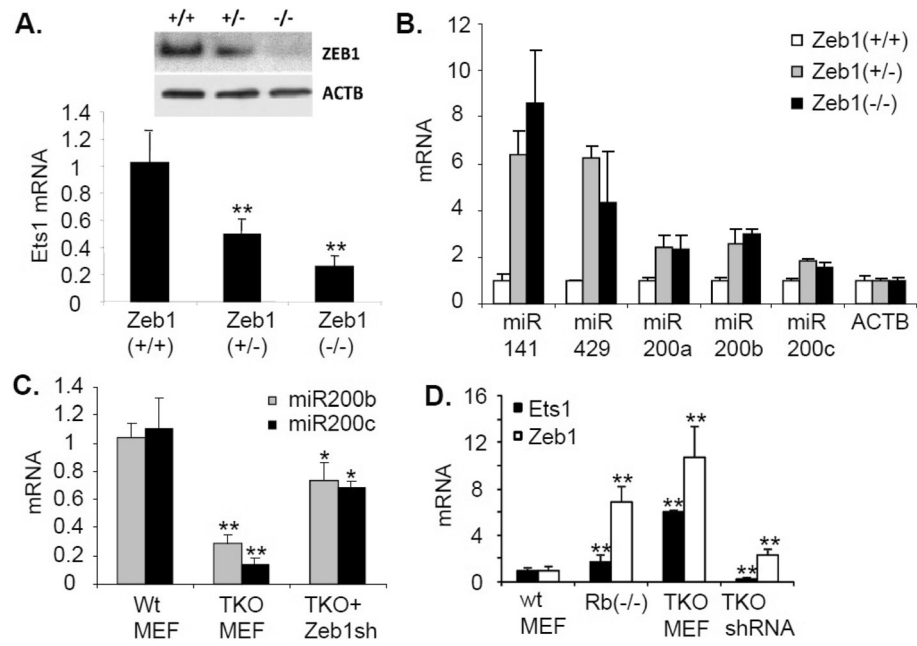 A.
+/+ +/- -/-
ZEB1
ACTB
1.4
1.2
1
0.8
0.6
0.4
0.2
0
Ets1 mRNA
**
**
Zeb1 Zeb1 Zeb1
(+/+) (+/-) (-/-)
B.
12
10
8
6
4
2
0
mRNA
Zeb1(+/+)
Zeb1(+/-)
Zeb1(-/-)
miR miR miR miR miR ACTB
141 429 200a 200b 200c
C.
1.4
1.2
1
0.8
0.6
0.4
0.2
0
mRNA
miR200b
miR200c
** **
* *
Wt TKO TKO+
MEF MEF Zeb1sh
D.
16
12
8
4
0
mRNA
Ets1
Zeb1
** **
** **
** **
wt Rb(-/-) TKO TKO
MEF MEF shRNA